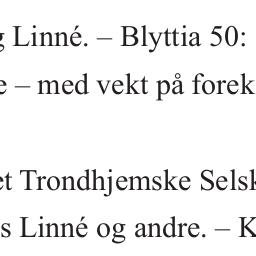 g Linné. – Blyttia 50:
e – med vekt på forek
et Trondhjemske Selsk
s Linné og andre. – K